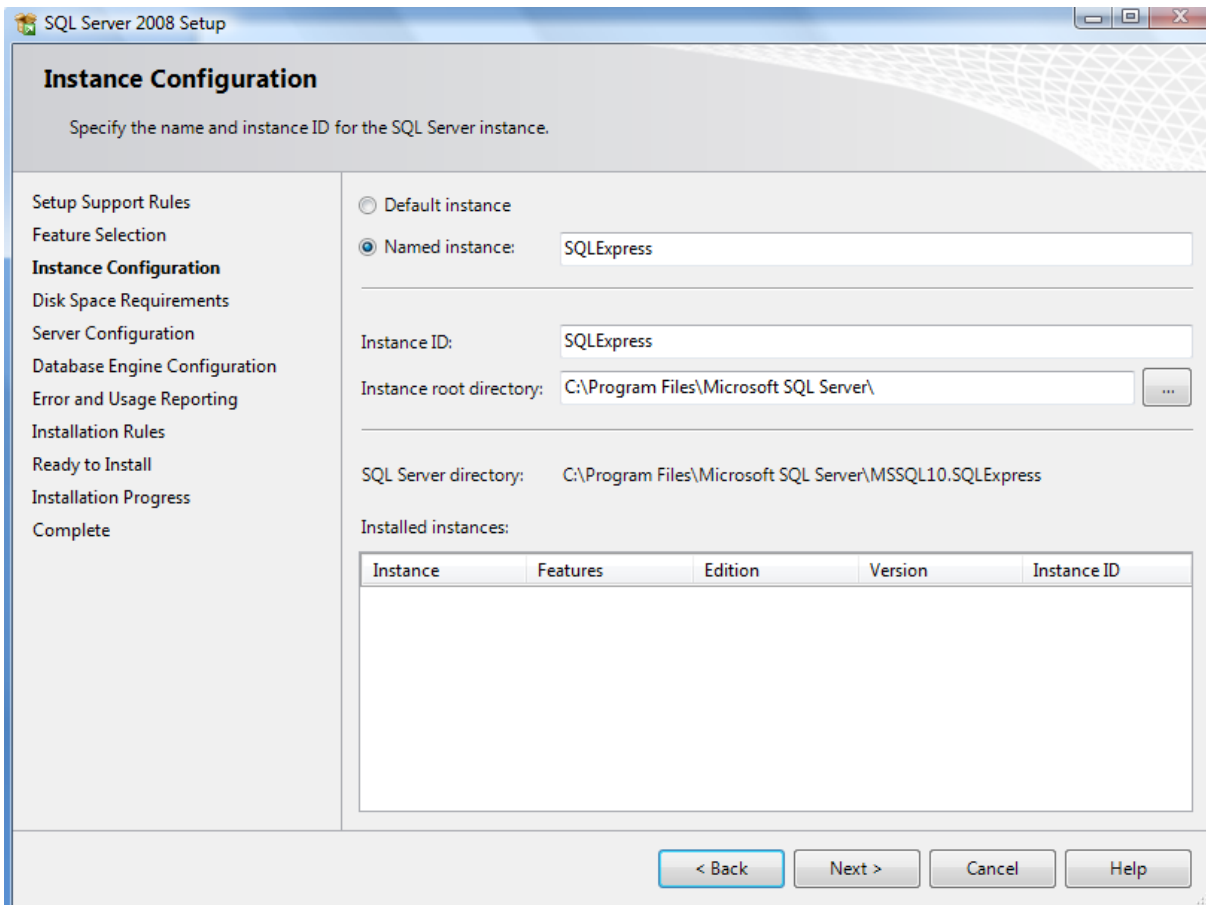 SQL Server 2008 Setup
Instance Configuration
Specify the name and instance ID for the SQL Server instance.
Setup Support Rules
Feature Selection
Instance Configuration
Disk Space Requirements
Server Configuration
Database Engine Configuration
Error and Usage Reporting
Installation Rules
Ready to Install
Installation Progress
Complete
Default instance
Named instance: SQLExpress
Instance ID: SQLExpress
Instance root directory: C:\Program Files\Microsoft SQL Server\ ...
SQL Server directory: C:\Program Files\Microsoft SQL Server\MSSQL10.SQLExpress
Installed instances:
Instance Features Edition Version Instance ID
< Back Next > Cancel Help